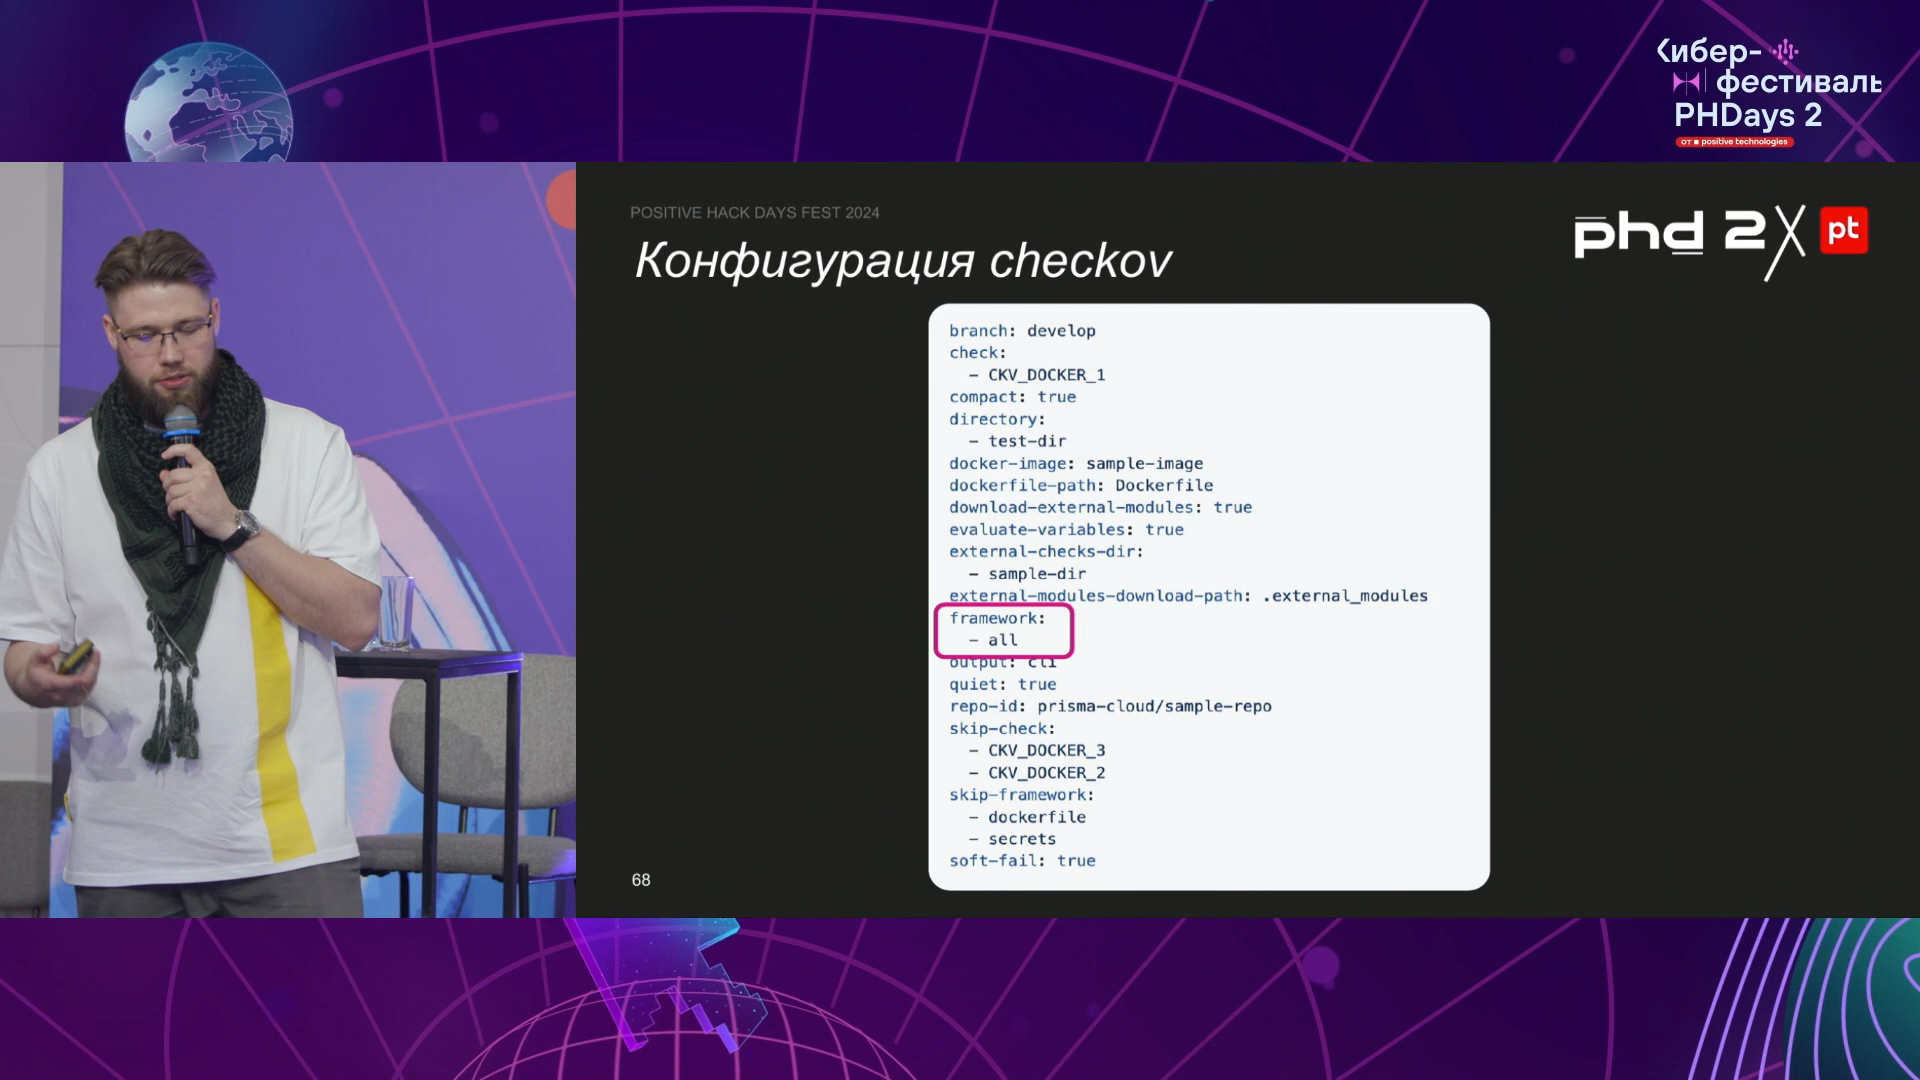 Кибер-
фестиваль
PHDays 2
от positive technologies
POSITIVE HACK DAYS FEST 2024
Конфигурация checkov
phd 2
pt
branch: develop
check:
  - CKV_DOCKER_1
compact: true
directory:
  - test-dir
docker-image: sample-image
dockerfile-path: Dockerfile
download-external-modules: true
evaluate-variables: true
external-checks-dir:
  - sample-dir
external-modules-download-path: .external_modules
framework:
  - all
output: cli
quiet: true
repo-id: prisma-cloud/sample-repo
skip-check:
  - CKV_DOCKER_3
  - CKV_DOCKER_2
skip-framework:
  - dockerfile
  - secrets
soft-fail: true
68